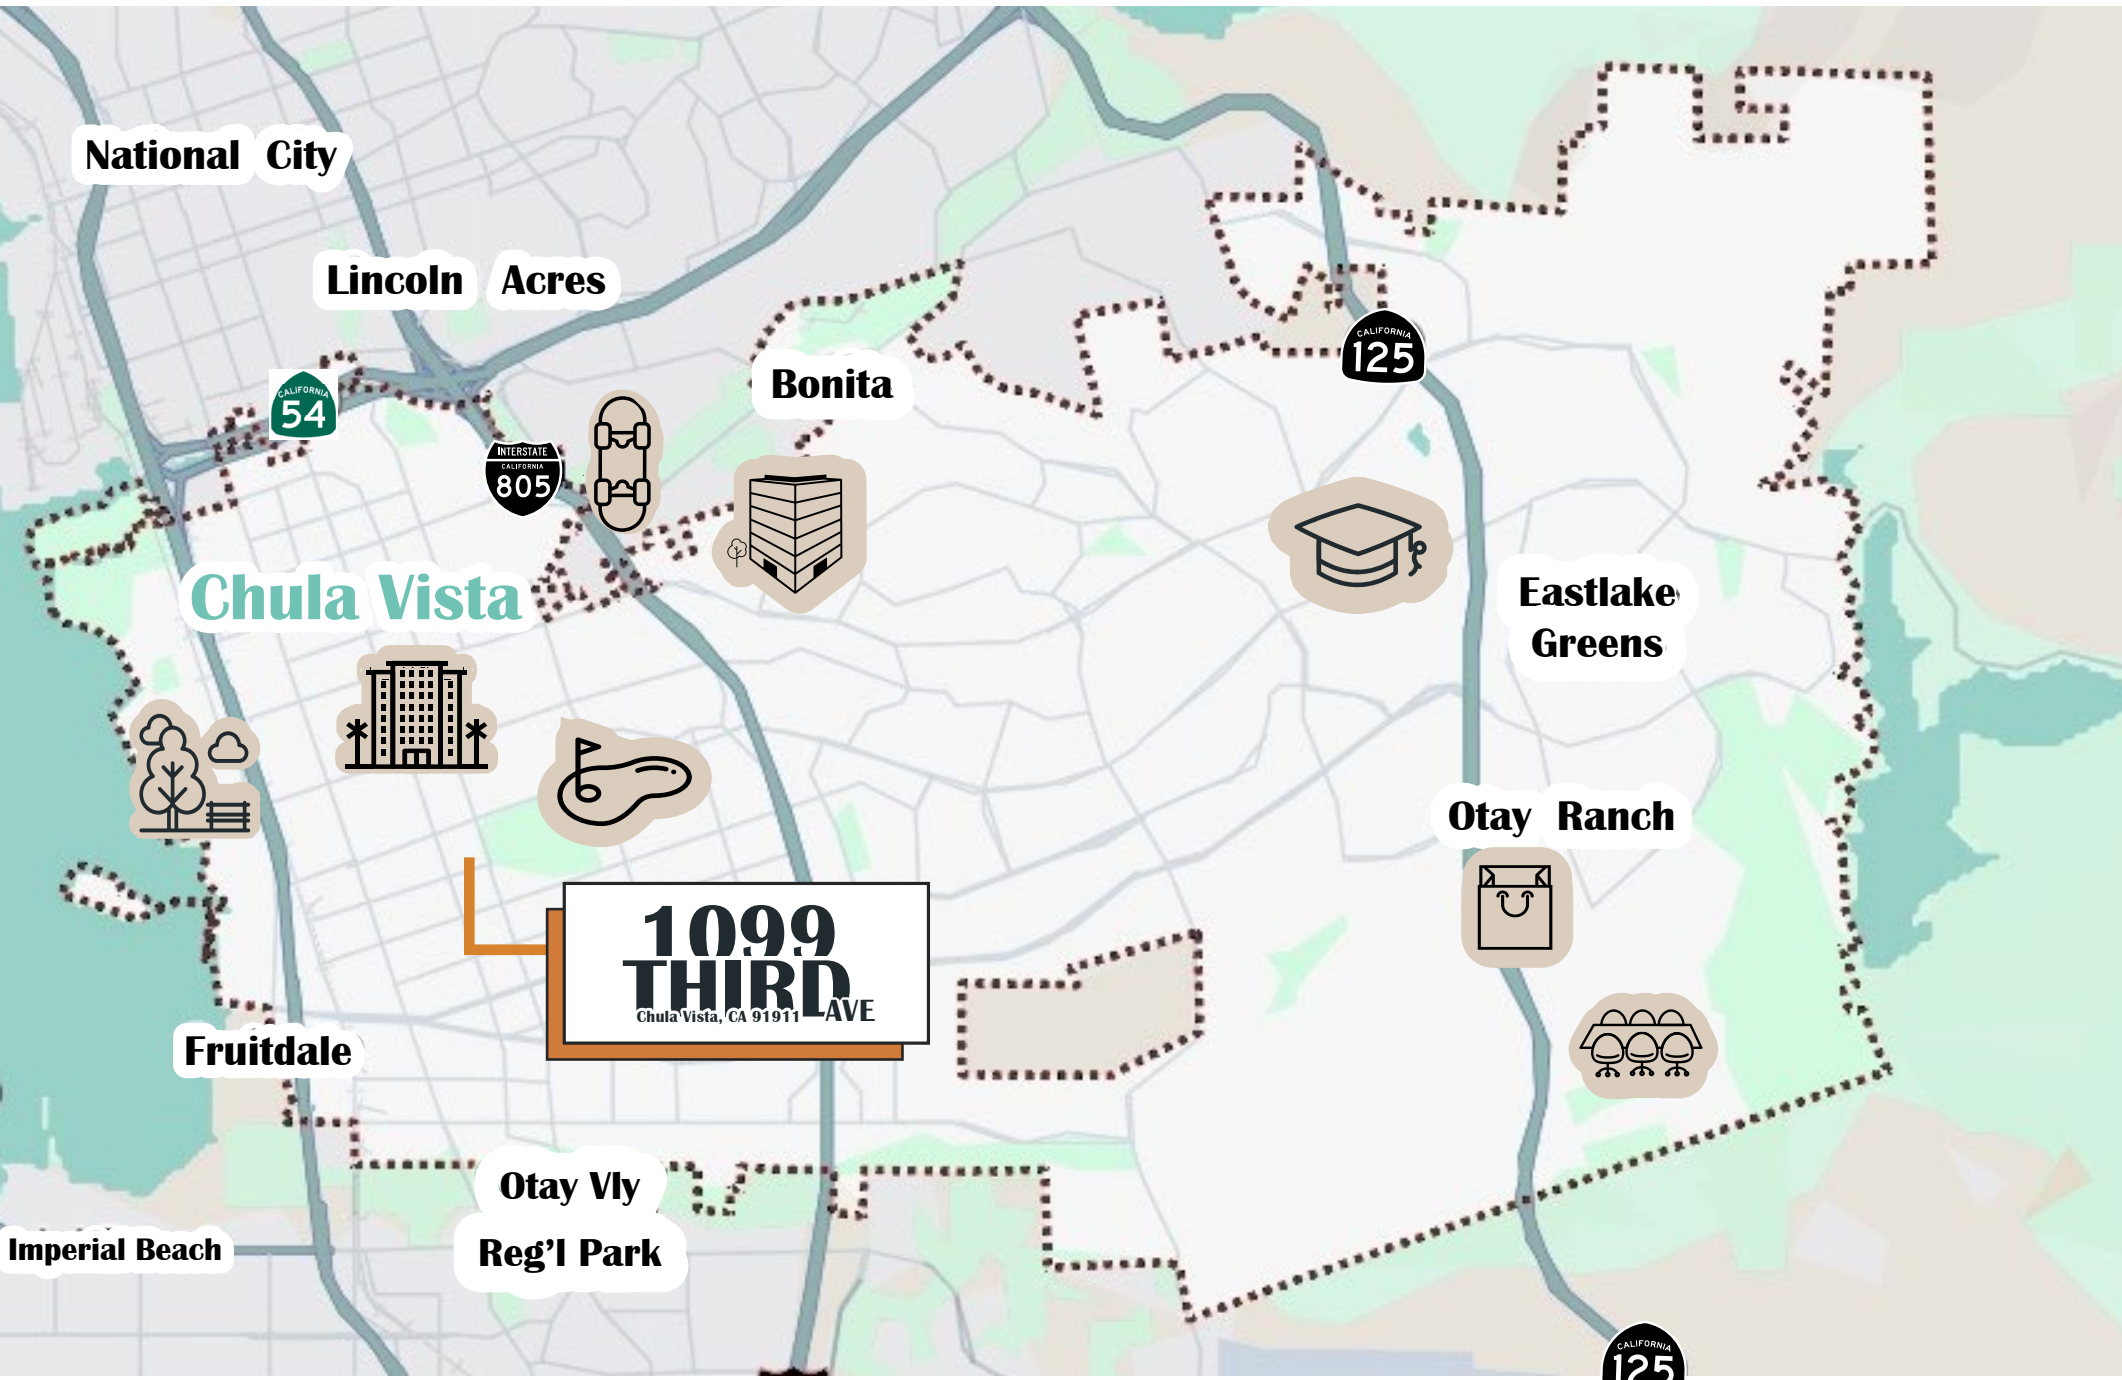 National City
Lincoln Acres
CALIFORNIA
54
Bonita
CALIFORNIA
125
INTERSTATE
CALIFORNIA
805
Chula Vista
Eastlake
Greens
Otay Ranch
1099
THIRD AVE
Chula Vista, CA 91911
Fruitdale
Otay Vly
Reg'l Park
Imperial Beach
CALIFORNIA
125